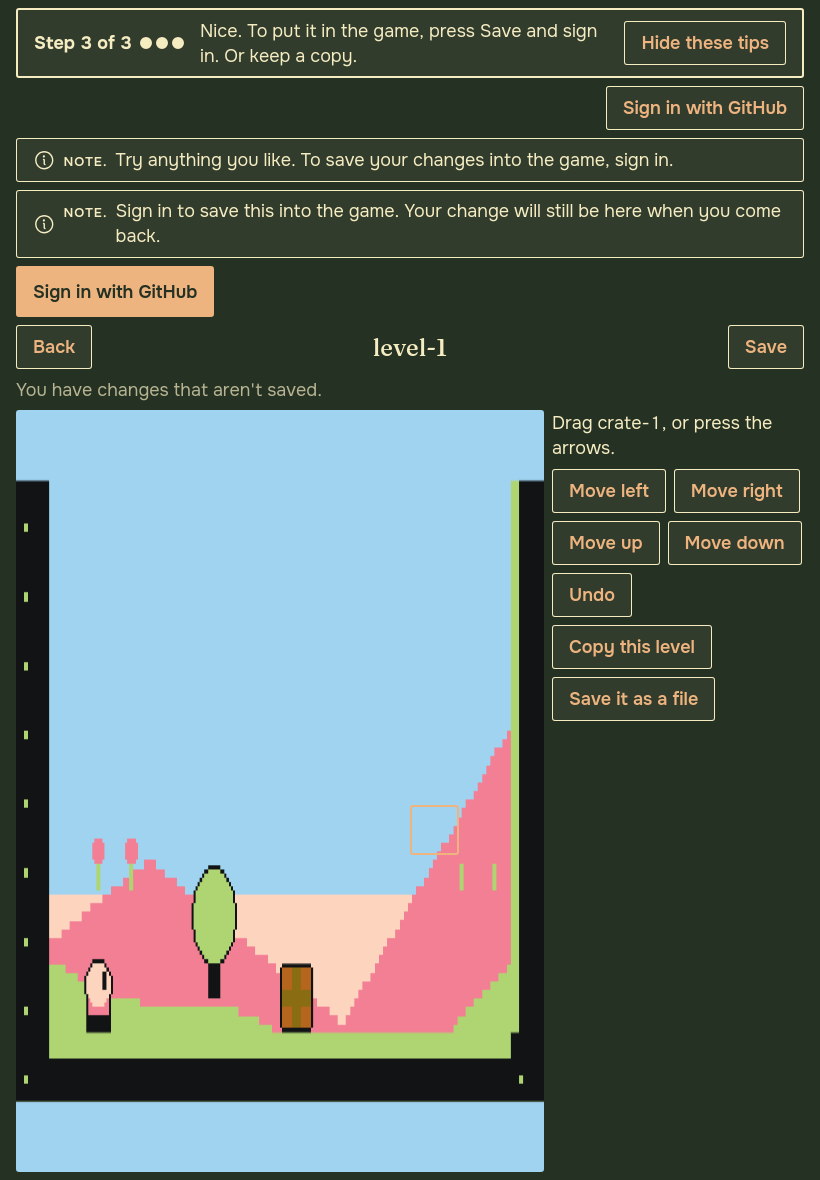 Step 3 of 3
Nice. To put it in the game, press Save and sign
in. Or keep a copy.
Hide these tips
Sign in with GitHub
NOTE. Try anything you like. To save your changes into the game, sign in.
NOTE. Sign in to save this into the game. Your change will still be here when you come
back.
Sign in with GitHub
Back
level-1
Save
You have changes that aren't saved.
Drag crate-1, or press the
arrows.
Move left
Move right
Move up
Move down
Undo
Copy this level
Save it as a file